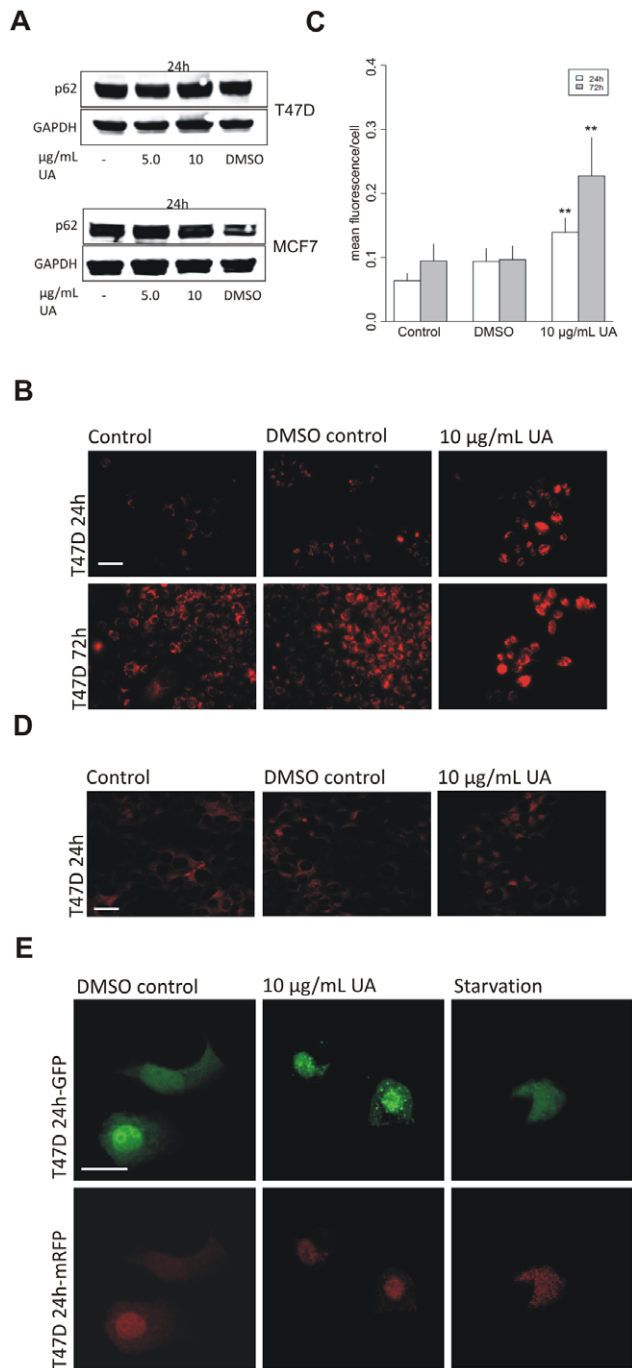 A
24h
p62
T47D
GAPDH
µg/mL - 5.0 10 DMSO
UA
24h
p62
MCF7
GAPDH
µg/mL - 5.0 10 DMSO
UA
C
mean fluorescence/cell
0.0 0.1 0.2 0.3 0.4
24h
72h
**
**
Control DMSO 10 µg/mL UA
B
Control DMSO control 10 µg/mL UA
T47D 24h
T47D 72h
D
Control DMSO control 10 µg/mL UA
T47D 24h
E
DMSO control 10 µg/mL UA Starvation
T47D 24h-GFP
T47D 24h-mRFP